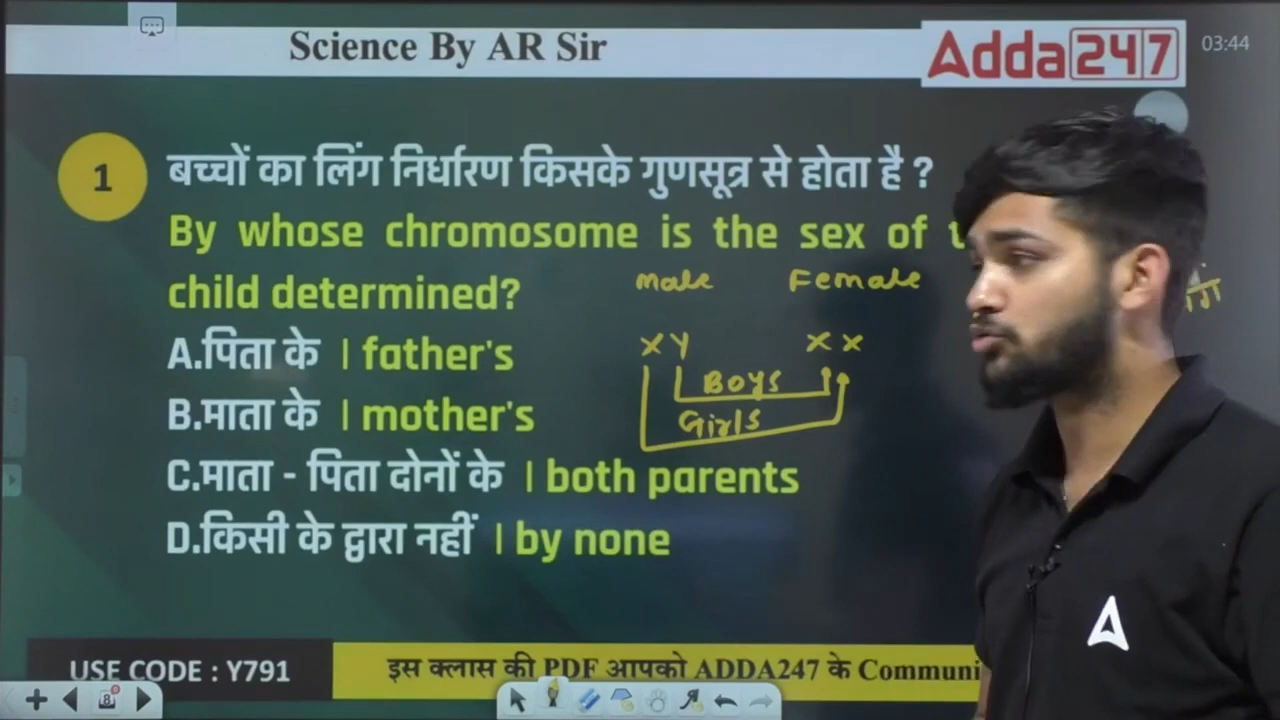 Science By AR Sir
Adda247
03:44
1
बच्चों का लिंग निर्धारण किसके गुणसूत्र से होता है ?
By whose chromosome is the sex of
child determined?
Male Female
A.पिता के | father's
XY XX
Boys
B.माता के | mother's
Girls
C.माता - पिता दोनों के | both parents
D.किसी के द्वारा नहीं | by none
USE CODE : Y791
इस क्लास की PDF आपको ADDA247 के
8